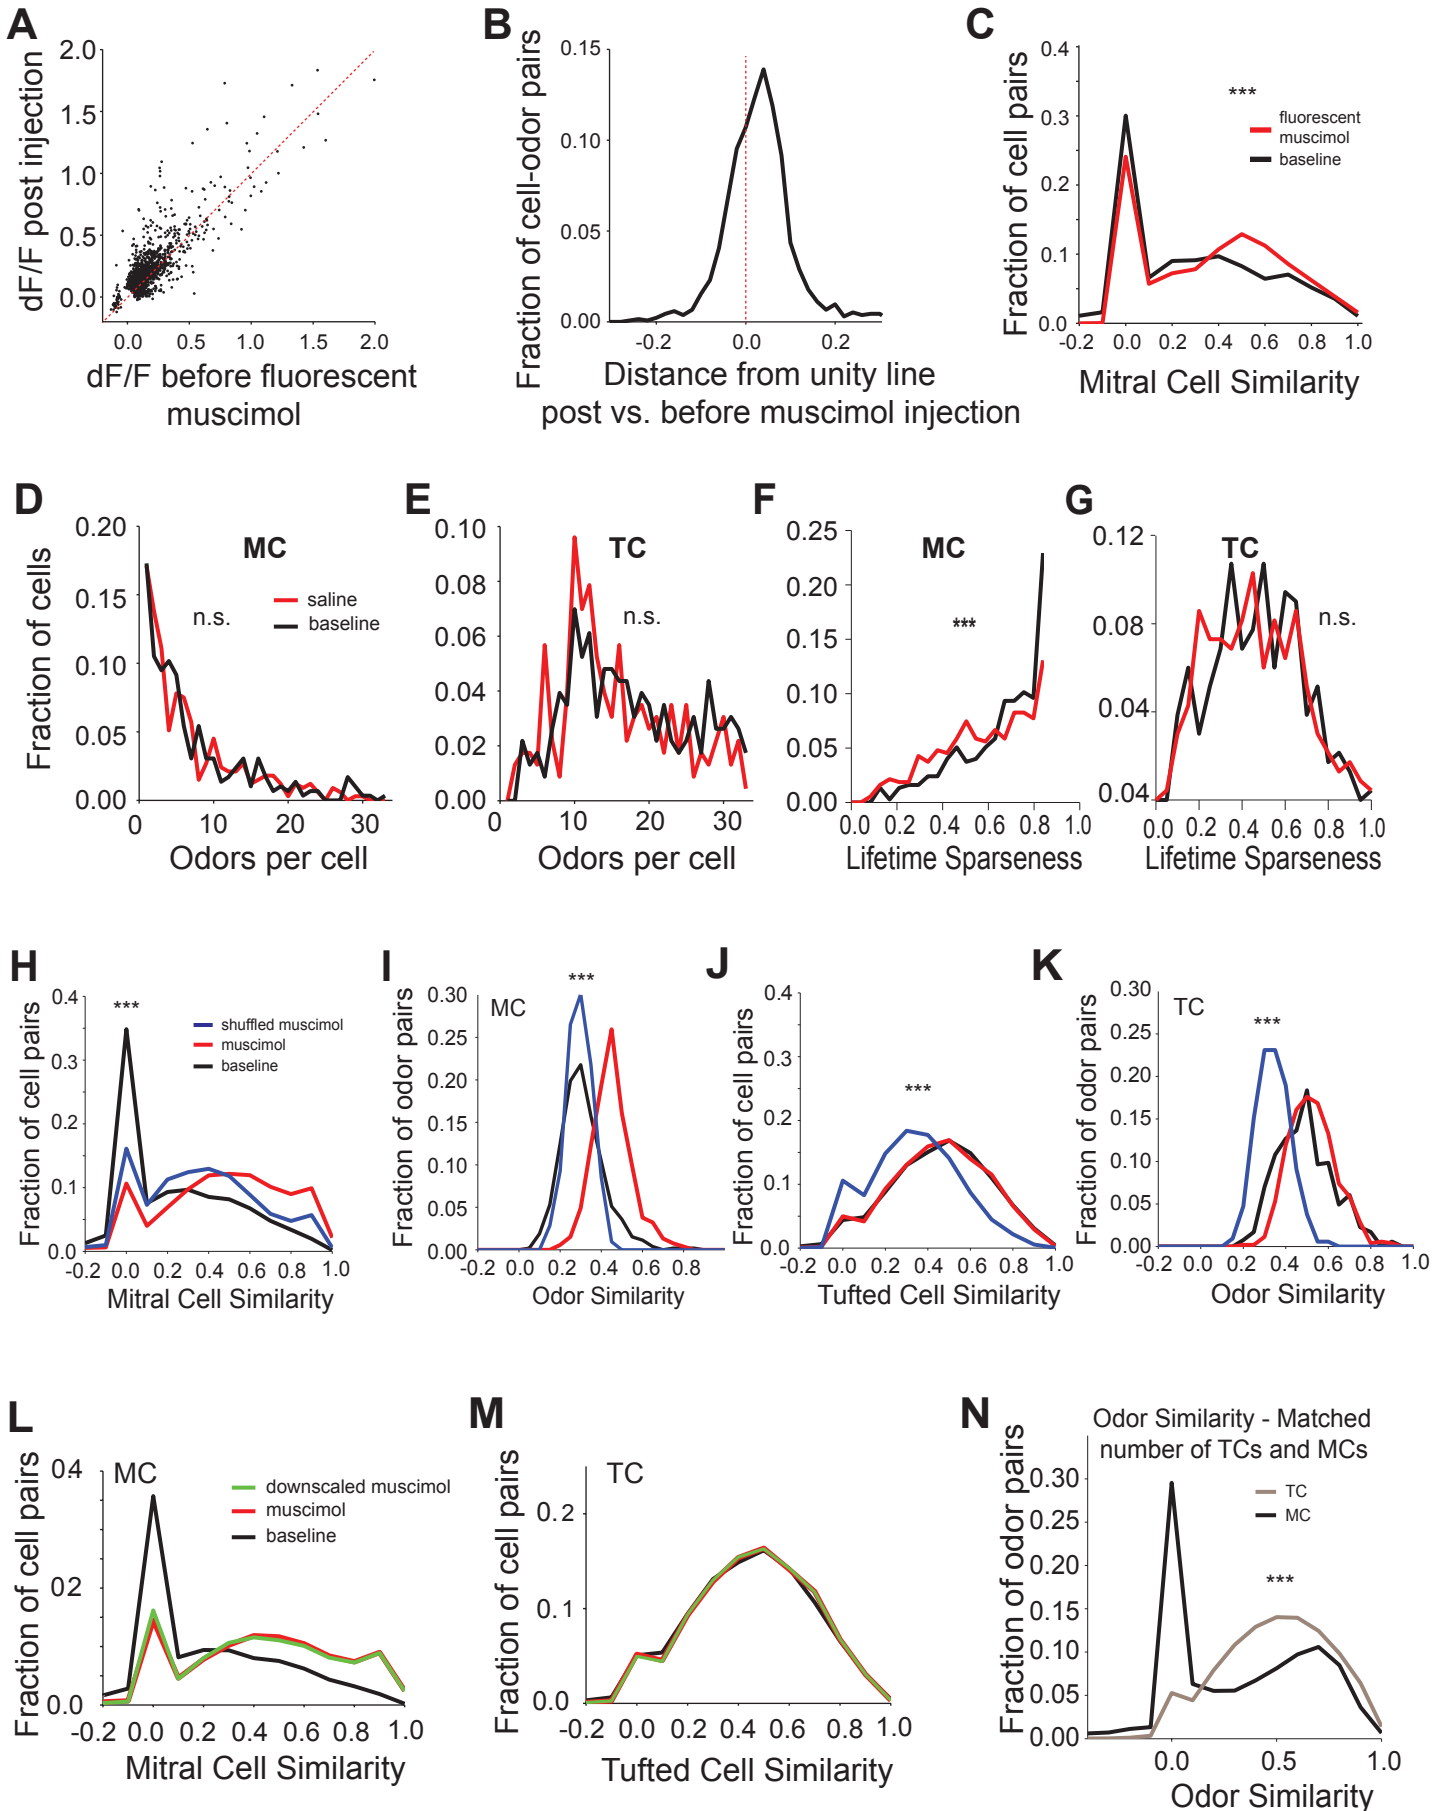 A
dF/F post injection
2.0
1.5
1.0
0.5
0.0
0.0 0.5 1.0 1.5 2.0
dF/F before fluorescent
muscimol
B
Fraction of cell-odor pairs
0.15
0.10
0.05
0.00
-0.2 0.0 0.2
Distance from unity line
post vs. before muscimol injection
C
Fraction of cell pairs
0.4
0.3
0.2
0.1
0.0
***
fluorescent
muscimol
baseline
-0.2 0.0 0.2 0.4 0.6 0.8 1.0
Mitral Cell Similarity
D
Fraction of cells
0.20
0.15
0.10
0.05
0.00
MC
n.s.
saline
baseline
0 10 20 30
Odors per cell
E
0.10
0.08
0.06
0.04
0.02
0.00
TC
n.s.
0 10 20 30
Odors per cell
F
0.25
0.20
0.15
0.10
0.05
0.00
MC
***
0.0 0.2 0.4 0.6 0.8 1.0
Lifetime Sparseness
G
0.12
0.08
0.04
0.04
TC
n.s.
0.0 0.2 0.4 0.6 0.8 1.0
Lifetime Sparseness
H
Fraction of cell pairs
0.4
0.3
0.2
0.1
0.0
***
shuffled muscimol
muscimol
baseline
-0.2 0.0 0.2 0.4 0.6 0.8 1.0
Mitral Cell Similarity
I
Fraction of odor pairs
0.30
0.25
0.20
0.15
0.10
0.05
0.00
MC
***
-0.2 0.0 0.2 0.4 0.6 0.8
Odor Similarity
J
Fraction of cell pairs
0.4
0.3
0.2
0.1
0.0
***
-0.2 0.0 0.2 0.4 0.6 0.8 1.0
Tufted Cell Similarity
K
Fraction of odor pairs
0.30
0.25
0.20
0.15
0.10
0.05
0.00
TC
***
-0.2 0.0 0.2 0.4 0.6 0.8 1.0
Odor Similarity
L
Fraction of cell pairs
04
02
0.0
MC
downscaled muscimol
muscimol
baseline
-0.2 0.0 0.2 0.4 0.6 0.8 1.0
Mitral Cell Similarity
M
Fraction of cell pairs
0.2
0.1
0.0
TC
-0.2 0.0 0.2 0.4 0.6 0.8 1.0
Tufted Cell Similarity
N
Odor Similarity - Matched
number of TCs and MCs
Fraction of odor pairs
0.30
0.25
0.20
0.15
0.10
0.05
0.00
TC
MC
***
0.0 0.5 1.0
Odor Similarity